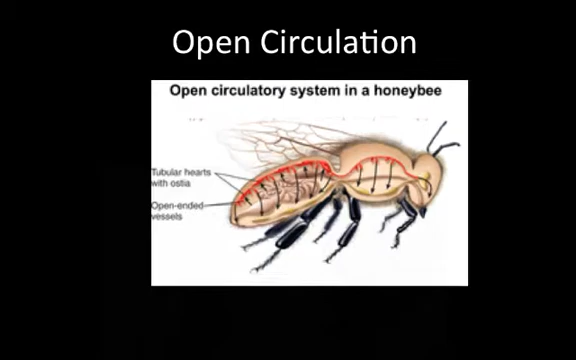 Open Circulation
Open circulatory system in a honeybee
Tubular hearts
with ostia
Open-ended
vessels